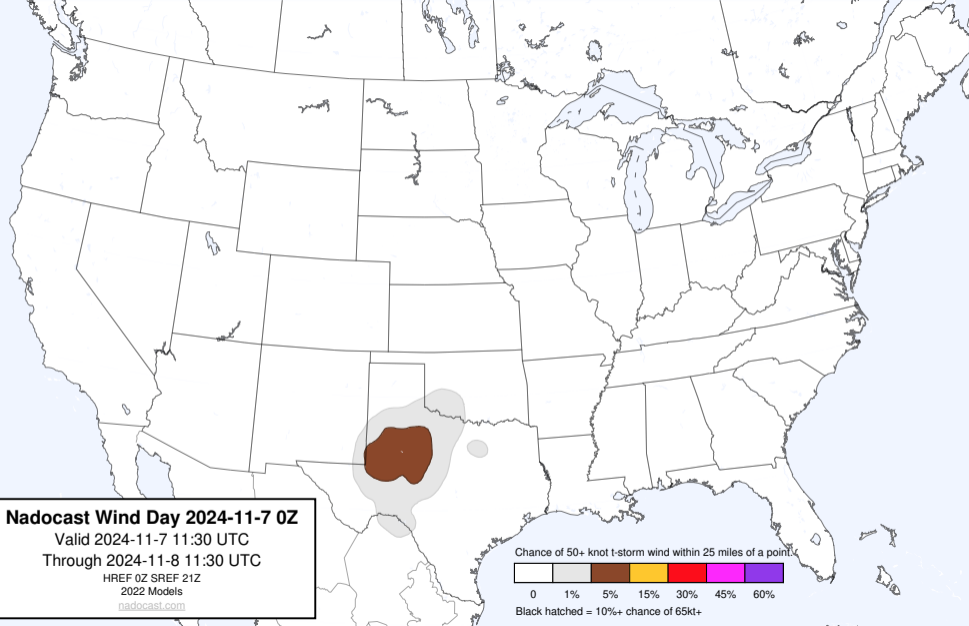 Nadocast Wind Day 2024-11-7 0Z
Valid 2024-11-7 11:30 UTC
Through 2024-11-8 11:30 UTC
HREF 0Z SREF 21Z
2022 Models
nadocast.com
Chance of 50+ knot t-storm wind within 25 miles of a point.
0 1% 5% 15% 30% 45% 60%
Black hatched = 10%+ chance of 65kt+